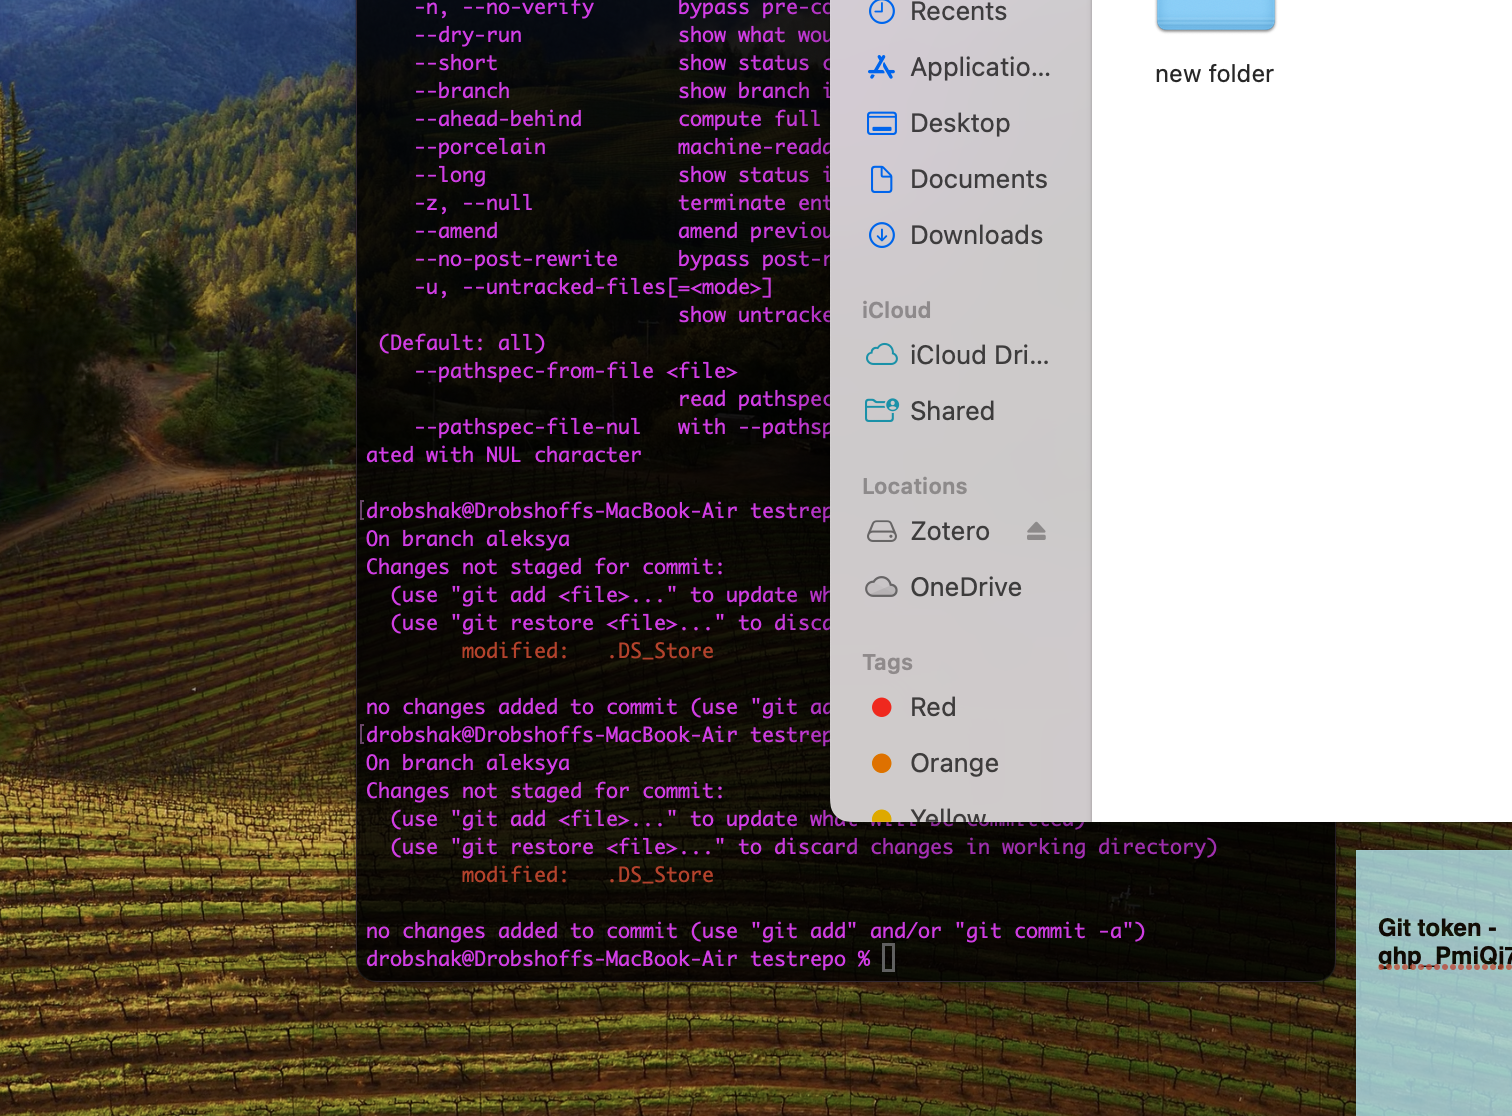 -n, --no-verify bypass pre-co
--dry-run show what wou
--short show status
--branch show branch i
--ahead-behind compute full
--porcelain machine-reada
--long show status i
-z, --null terminate ent
--amend amend previou
--no-post-rewrite bypass post-r
-u, --untracked-files[=<mode>]
show untracke
(Default: all)
--pathspec-from-file <file>
read pathspec
--pathspec-file-nul with --pathsp
ated with NUL character
[drobshak@Drobshoffs-MacBook-Air testrep
On branch aleksya
Changes not staged for commit:
(use "git add <file>..." to update wh
(use "git restore <file>..." to disca
modified: .DS_Store
no changes added to commit (use "git ad
[drobshak@Drobshoffs-MacBook-Air testrep
On branch aleksya
Changes not staged for commit:
(use "git add <file>..." to update what will be committed)
(use "git restore <file>..." to discard changes in working directory)
modified: .DS_Store
no changes added to commit (use "git add" and/or "git commit -a")
drobshak@Drobshoffs-MacBook-Air testrepo %
Recents
Applicatio...
Desktop
Documents
Downloads
iCloud
iCloud Dri...
Shared
Locations
Zotero
OneDrive
Tags
Red
Orange
Yellow
new folder
Git token -
ghp_PmiQi7